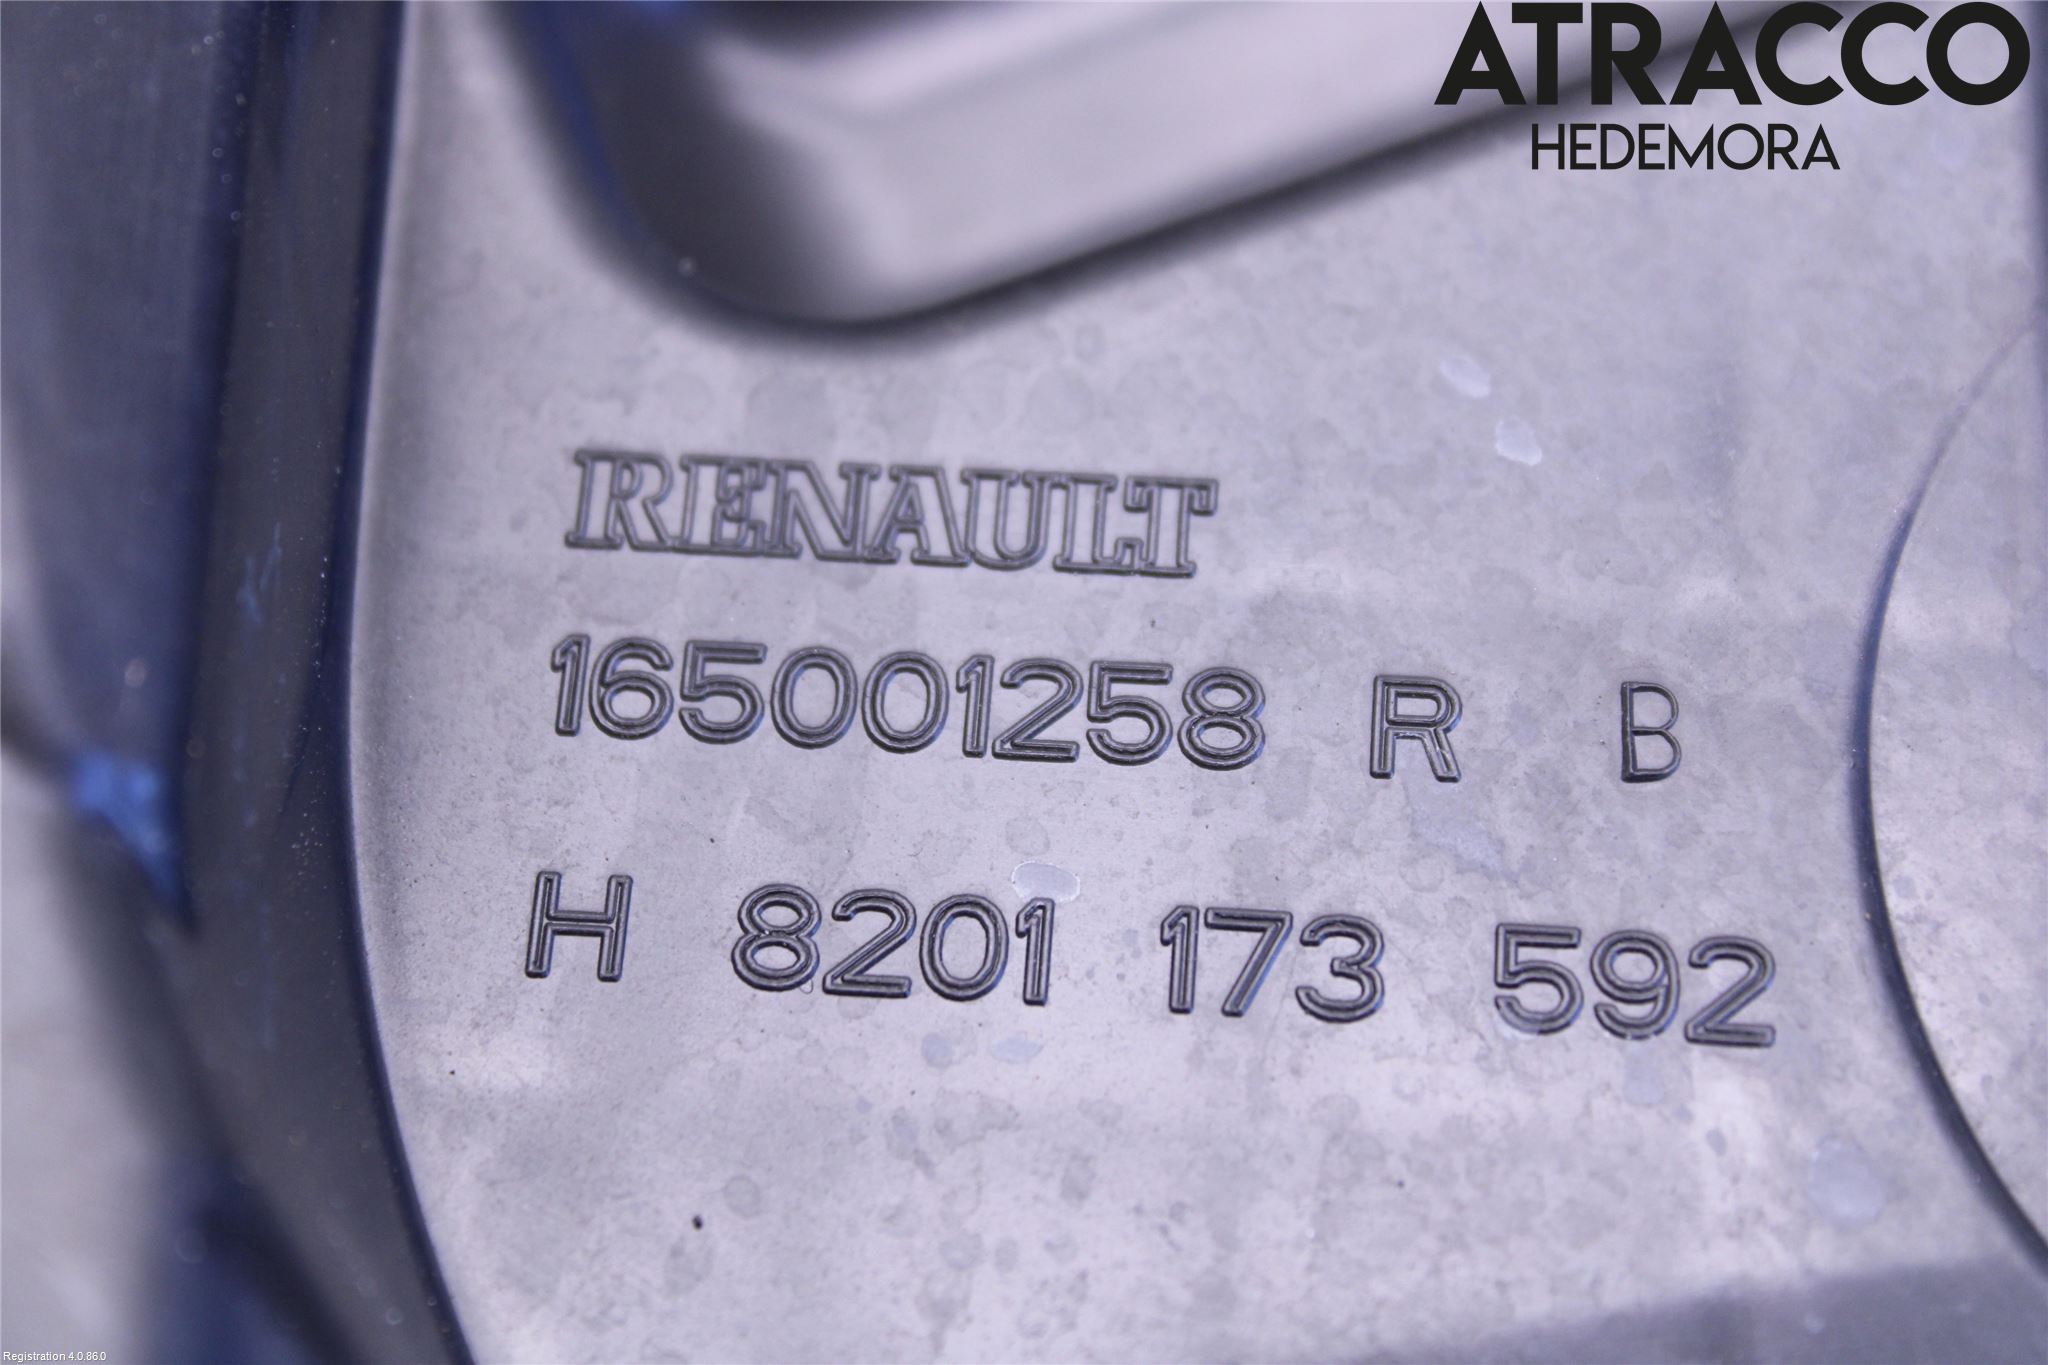 ATRACCO
HEDEMORA
RENAULT
165001258 R B
H 8201 173 592
Registration 4.0.86.0